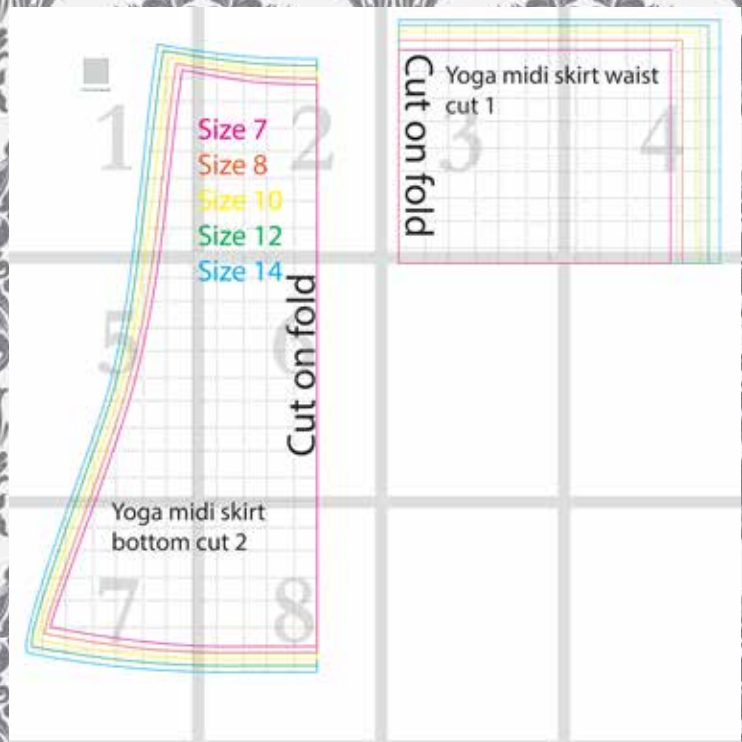 1
2
3
4
Size 7
Size 8
Size 10
Size 12
Size 14
Cut on fold
Yoga midi skirt waist
cut 1
Cut on fold
5
6
Yoga midi skirt
bottom cut 2
7
8